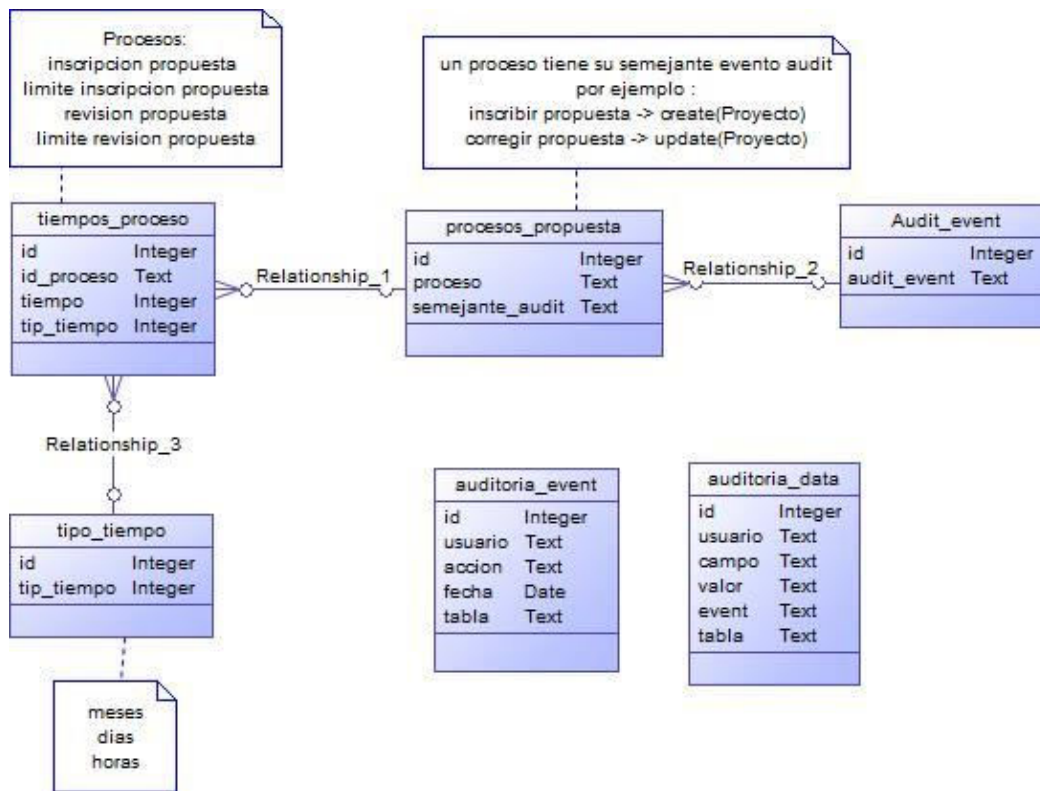 Procesos:
inscripcion propuesta
limite inscripcion propuesta
revision propuesta
limite revision propuesta
un proceso tiene su semejante evento audit
por ejemplo :
inscribir propuesta -> create(Proyecto)
corregir propuesta -> update(Proyecto)
tiempos_proceso
id Integer
id_proceso Text
tiempo Integer
tip_tiempo Integer
Relationship_1
procesos_propuesta
id Integer
proceso Text
semejante_audit Text
Relationship_2
Audit_event
id Integer
audit_event Text
Relationship_3
tipo_tiempo
id Integer
tip_tiempo Integer
auditoria_event
id Integer
usuario Text
accion Text
fecha Date
tabla Text
auditoria_data
id Integer
usuario Text
campo Text
valor Text
event Text
tabla Text
meses
dias
horas